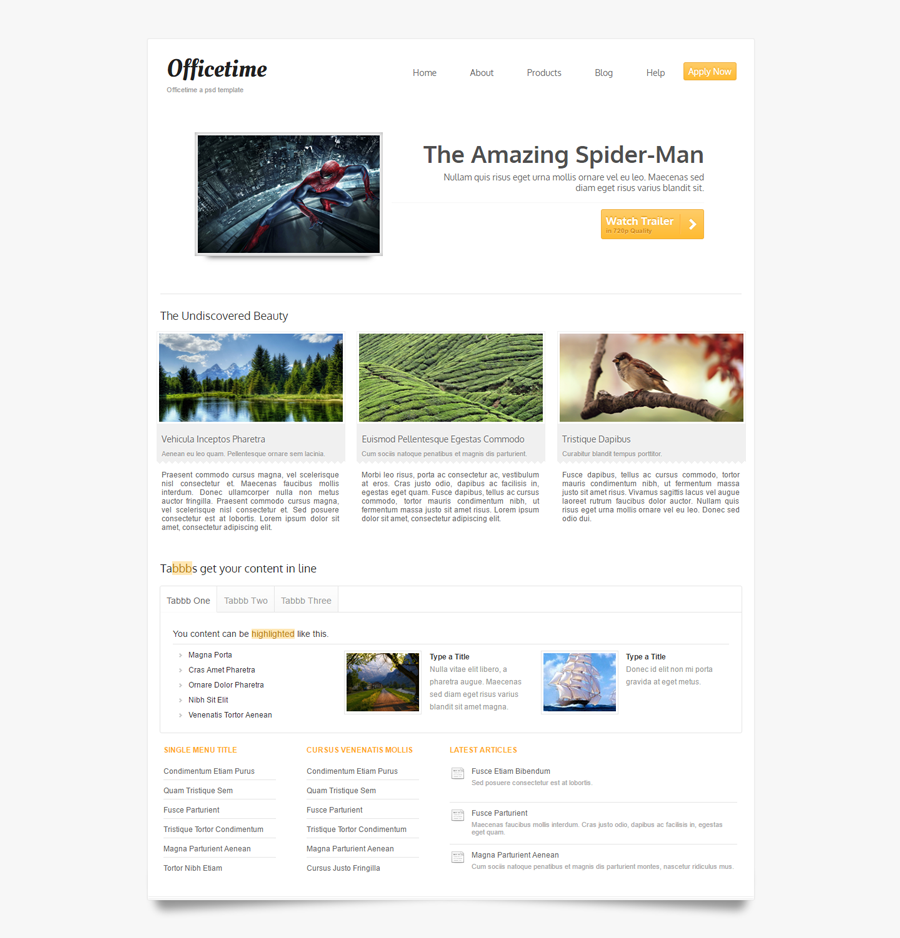 Officetime
Officetime a psd template
Home About Products Blog Help Apply Now
The Amazing Spider-Man
Nullam quis risus eget urna mollis ornare vel eu leo. Maecenas sed
diam eget risus varius blandit sit.
Watch Trailer
in 720p Quality
The Undiscovered Beauty
Vehicula Inceptos Pharetra
Aenean eu leo quam. Pellentesque ornare sem lacinia.
Praesent commodo cursus magna, vel scelerisque
nisl consectetur et. Maecenas faucibus mollis
interdum. Donec ullamcorper nulla non metus
auctor fringilla. Praesent commodo cursus magna,
vel scelerisque nisl consectetur et. Sed posuere
consectetur est at lobortis. Lorem ipsum dolor sit
amet, consectetur adipiscing elit.
Euismod Pellentesque Egestas Commodo
Cum sociis natoque penatibus et magnis dis parturient
Morbi leo risus, porta ac consectetur ac, vestibulum
at eros. Cras justo odio, dapibus ac facilisis in,
egestas eget quam. Fusce dapibus, tellus ac cursus
commodo, tortor mauris condimentum nibh, ut
fermentum massa justo sit amet risus. Lorem ipsum
dolor sit amet, consectetur adipiscing elit.
Tristique Dapibus
Curabitur blandit tempus porttitor.
Fusce dapibus, tellus ac cursus commodo, tortor
mauris condimentum nibh, ut fermentum massa
justo sit amet risus. Vivamus sagittis lacus vel augue
laoreet rutrum faucibus dolor auctor. Nullam quis
risus eget urna mollis ornare vel eu leo. Donec sed
odio dui.
Tabbbs get your content in line
Tabbb One Tabbb Two Tabbb Three
You content can be highlighted like this.
Magna Porta
Cras Amet Pharetra
Ornare Dolor Pharetra
Nibh Sit Elit
Venenatis Tortor Aenean
Type a Title
Nulla vitae elit libero, a
pharetra augue. Maecenas
sed diam eget risus varius
blandit sit amet magna.
Type a Title
Donec id elit non mi porta
gravida at eget metus.
SINGLE MENU TITLE
Condimentum Etiam Purus
Quam Tristique Sem
Fusce Parturient
Tristique Tortor Condimentum
Magna Parturient Aenean
Tortor Nibh Etiam
CURSUS VENENATIS MOLLIS
Condimentum Etiam Purus
Quam Tristique Sem
Fusce Parturient
Tristique Tortor Condimentum
Magna Parturient Aenean
Cursus Justo Fringilla
LATEST ARTICLES
Fusce Etiam Bibendum
Sed posuere consectetur est at lobortis.
Fusce Parturient
Maecenas faucibus mollis interdum. Cras justo odio, dapibus ac facilisis in, egestas
eget quam.
Magna Parturient Aenean
Cum sociis natoque penatibus et magnis dis parturient montes, nascetur ridiculus mus.